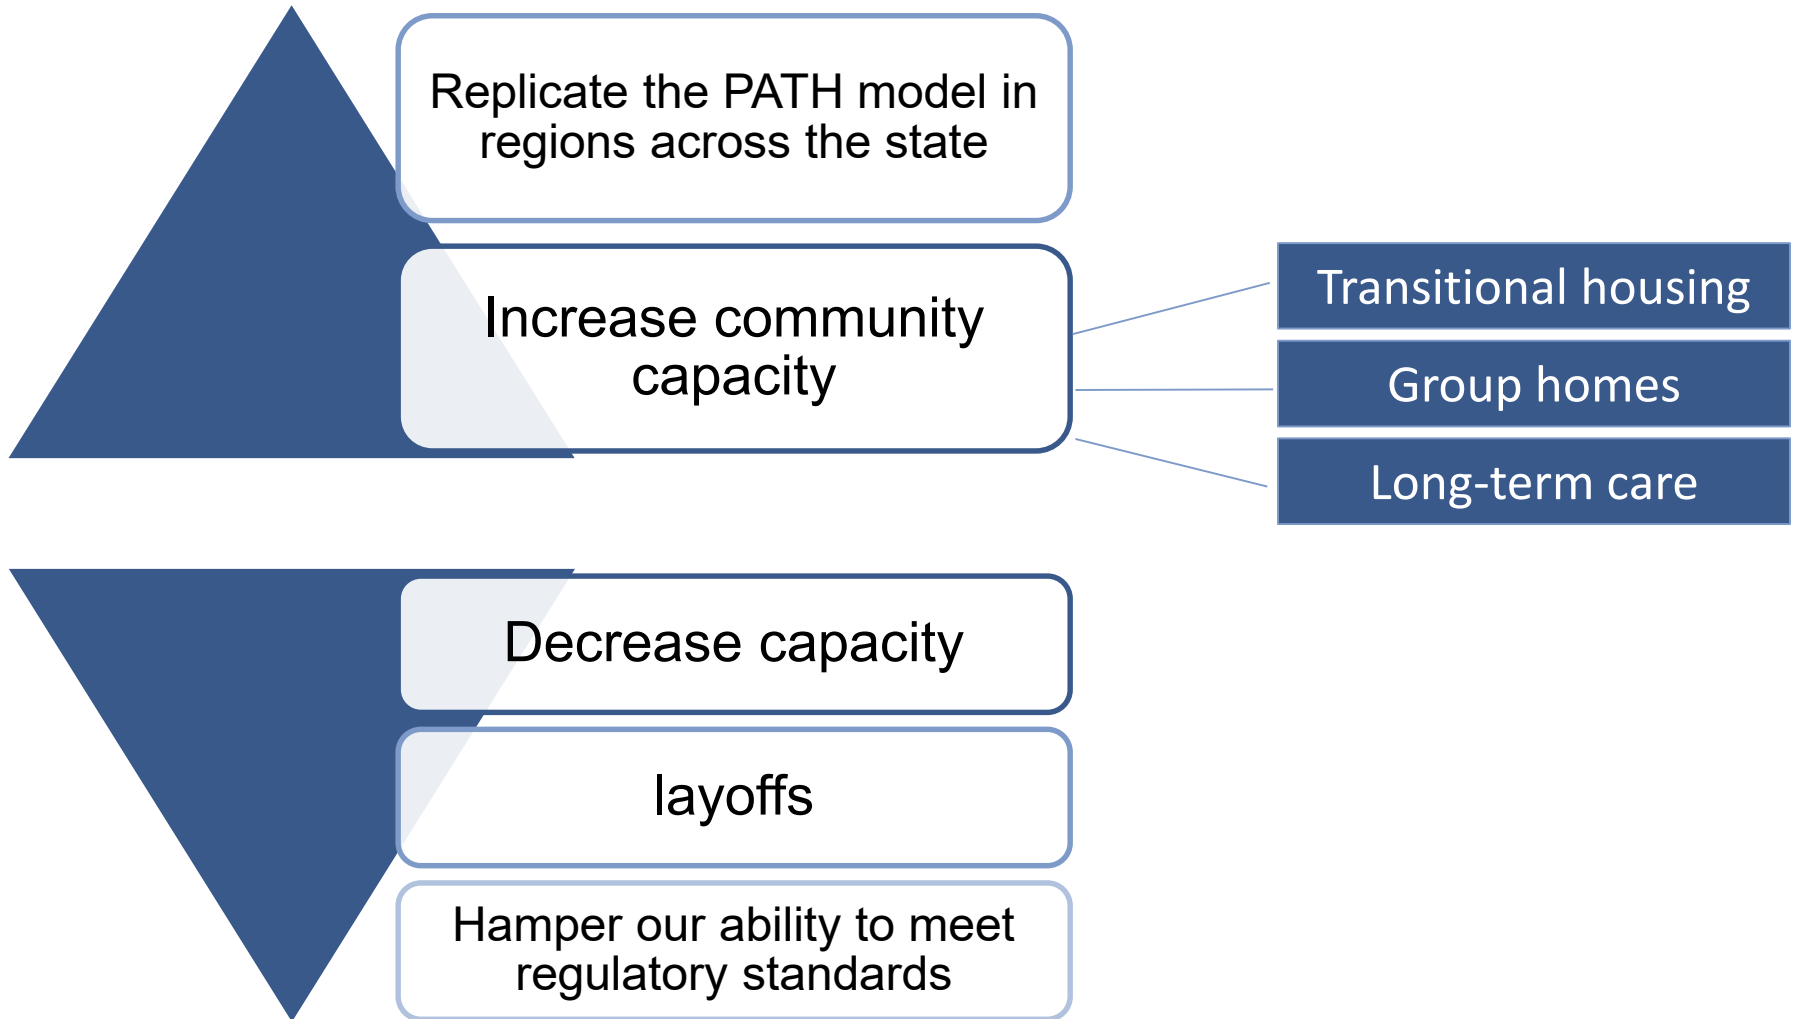 Replicate the PATH model in
regions across the state
Increase community
capacity
Transitional housing
Group homes
Long-term care
Decrease capacity
layoffs
Hamper our ability to meet
regulatory standards